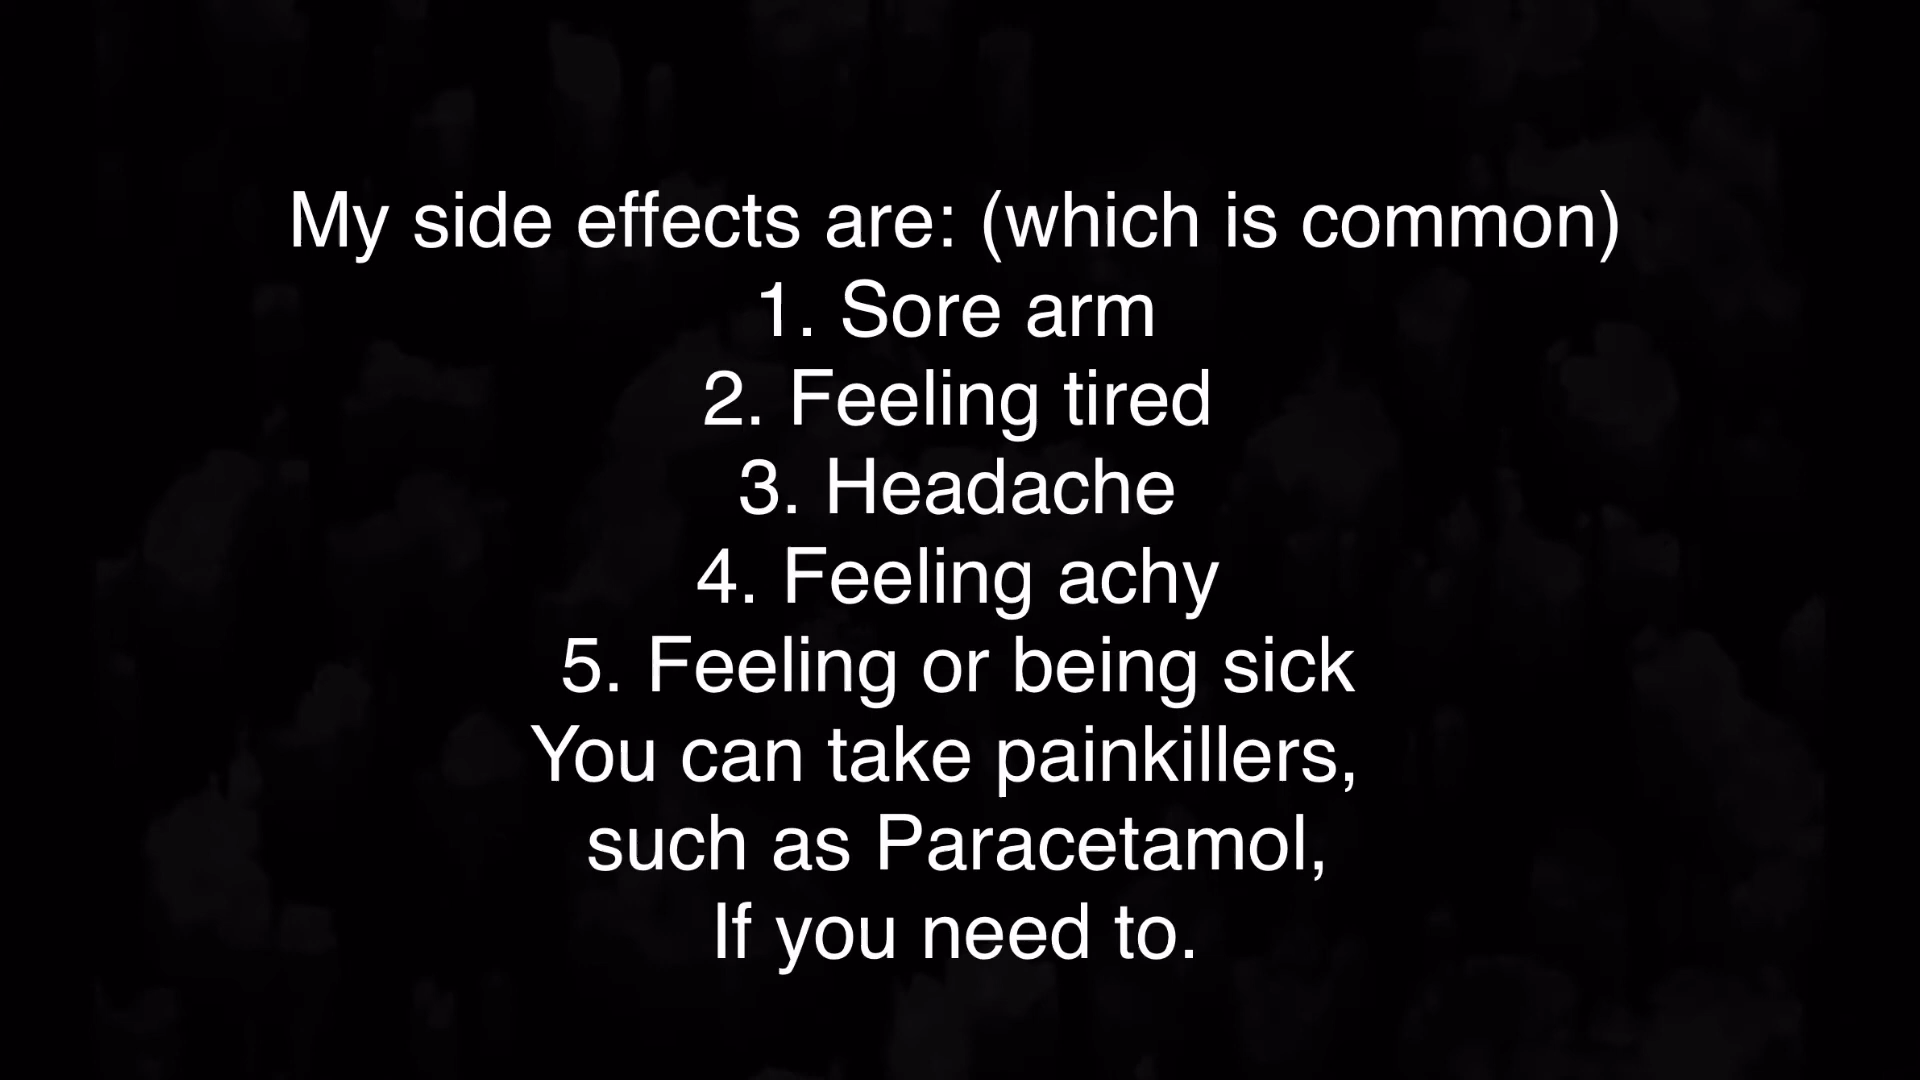 My side effects are: (which is common)
1. Sore arm
2. Feeling tired
3. Headache
4. Feeling achy
5. Feeling or being sick
You can take painkillers,
such as Paracetamol,
If you need to.